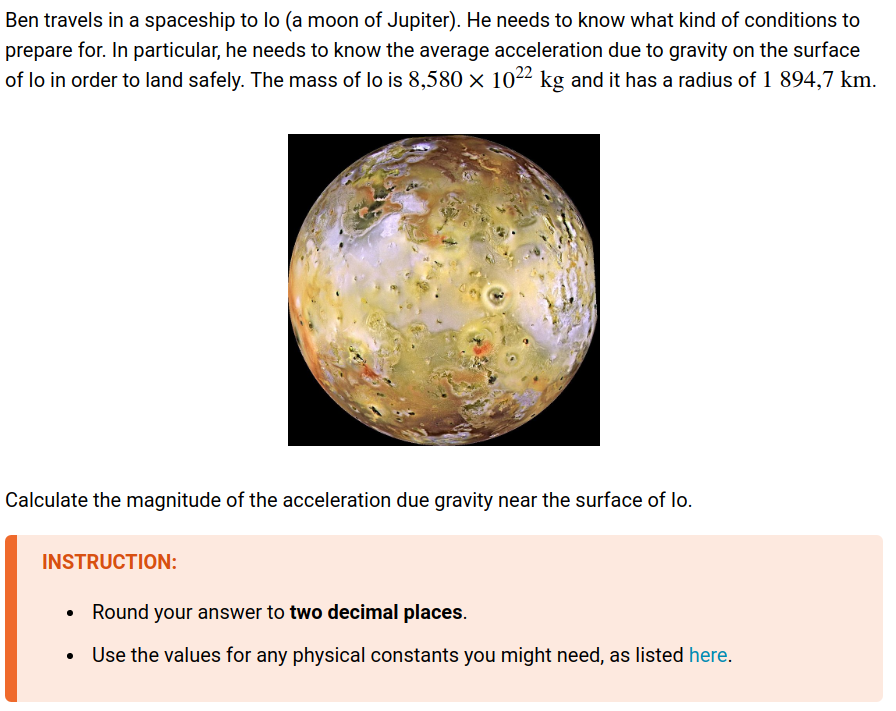 Ben travels in a spaceship to Io (a moon of Jupiter). He needs to know what kind of conditions to
prepare for. In particular, he needs to know the average acceleration due to gravity on the surface
of Io in order to land safely. The mass of Io is 8,580 × 10²² kg and it has a radius of 1 894,7 km.
Calculate the magnitude of the acceleration due gravity near the surface of Io.
INSTRUCTION:
• Round your answer to two decimal places.
• Use the values for any physical constants you might need, as listed here.